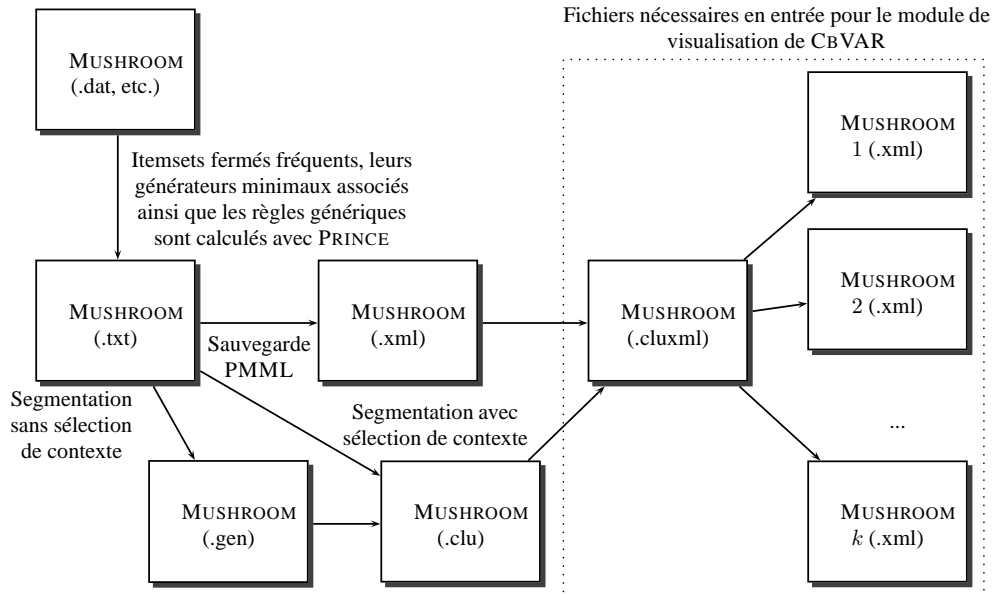 Fichiers nécessaires en entrée pour le module de
visualisation de CBVAR
MUSHROOM
(.dat, etc.)
MUSHROOM
1 (.xml)
Itemsets fermés fréquents, leurs
générateurs minimaux associés
ainsi que les règles génériques
sont calculés avec PRINCE
MUSHROOM
2 (.xml)
MUSHROOM
(.txt)
Sauvegarde
PMML
MUSHROOM
(.xml)
MUSHROOM
(.cluxml)
Segmentation
sans sélection
de contexte
Segmentation avec
sélection de contexte
...
MUSHROOM
(.gen)
MUSHROOM
(.clu)
MUSHROOM
k (.xml)